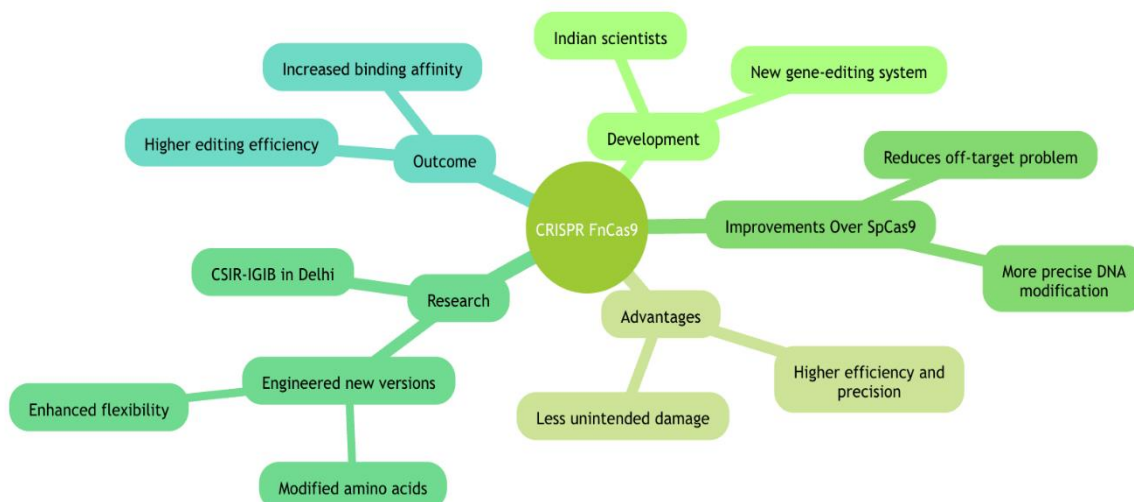 Indian scientists
Increased binding affinity
New gene-editing system
Higher editing efficiency
Development
Outcome
Reduces off-target problem
CRISPR FnCas9
Improvements Over SpCas9
CSIR-IGIB in Delhi
More precise DNA
modification
Research
Advantages
Engineered new versions
Higher efficiency and
precision
Enhanced flexibility
Less unintended damage
Modified amino acids